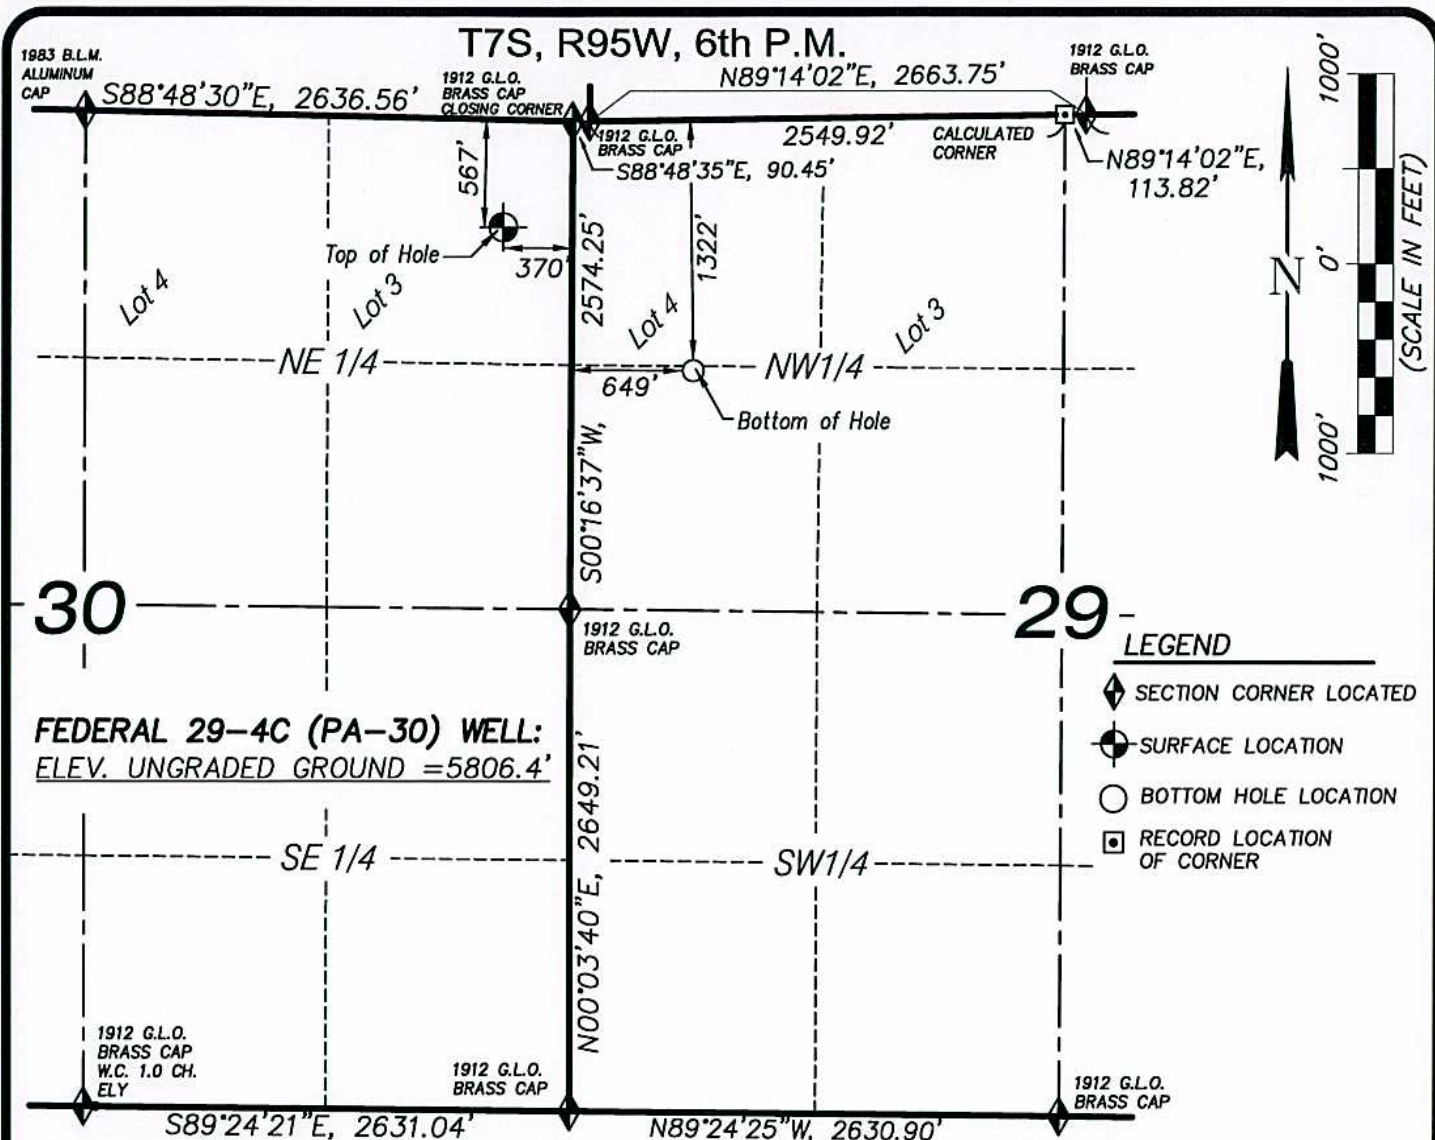 T7S, R95W, 6th P.M.
1983 B.L.M.
ALUMINUM
CAP
S88°48'30"E, 2636.56'
1912 G.L.O.
BRASS CAP
CLOSING CORNER
N89°14'02"E, 2663.75'
1912 G.L.O.
BRASS CAP
1912 G.L.O.
BRASS CAP
2549.92'
CALCULATED
CORNER
S88°48'35"E, 90.45'
N89°14'02"E,
113.82'
567'
Top of Hole
370'
2574.25'
1322'
Lot 4
Lot 3
Lot 4
Lot 3
NE 1/4
649'
NW1/4
Bottom of Hole
S00°16'37"W,
1000'
0'
1000'
(SCALE IN FEET)
N
30
29
1912 G.L.O.
BRASS CAP
LEGEND
SECTION CORNER LOCATED
SURFACE LOCATION
BOTTOM HOLE LOCATION
RECORD LOCATION
OF CORNER
FEDERAL 29-4C (PA-30) WELL:
ELEV. UNGRADED GROUND =5806.4'
N00°03'40"E, 2649.21'
SE 1/4
SW1/4
1912 G.L.O.
BRASS CAP
W.C. 1.0 CH.
ELY
1912 G.L.O.
BRASS CAP
1912 G.L.O.
BRASS CAP
S89°24'21"E, 2631.04'
N89°24'25"W, 2630.90'